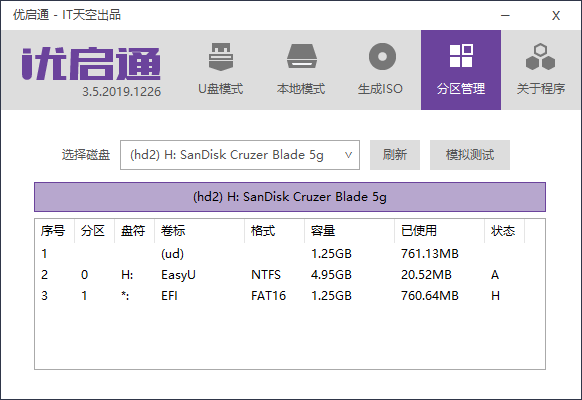 优启通 - IT天空出品
优启通
3.5.2019.1226
U盘模式 本地模式 生成ISO 分区管理 关于程序
选择磁盘 (hd2) H: SanDisk Cruzer Blade 5g 刷新 模拟测试
(hd2) H: SanDisk Cruzer Blade 5g
序号 分区 盘符 卷标 格式 容量 已使用 状态
1 (ud) 1.25GB 761.13MB
2 0 H: EasyU NTFS 4.95GB 20.52MB A
3 1 *: EFI FAT16 1.25GB 760.64MB H